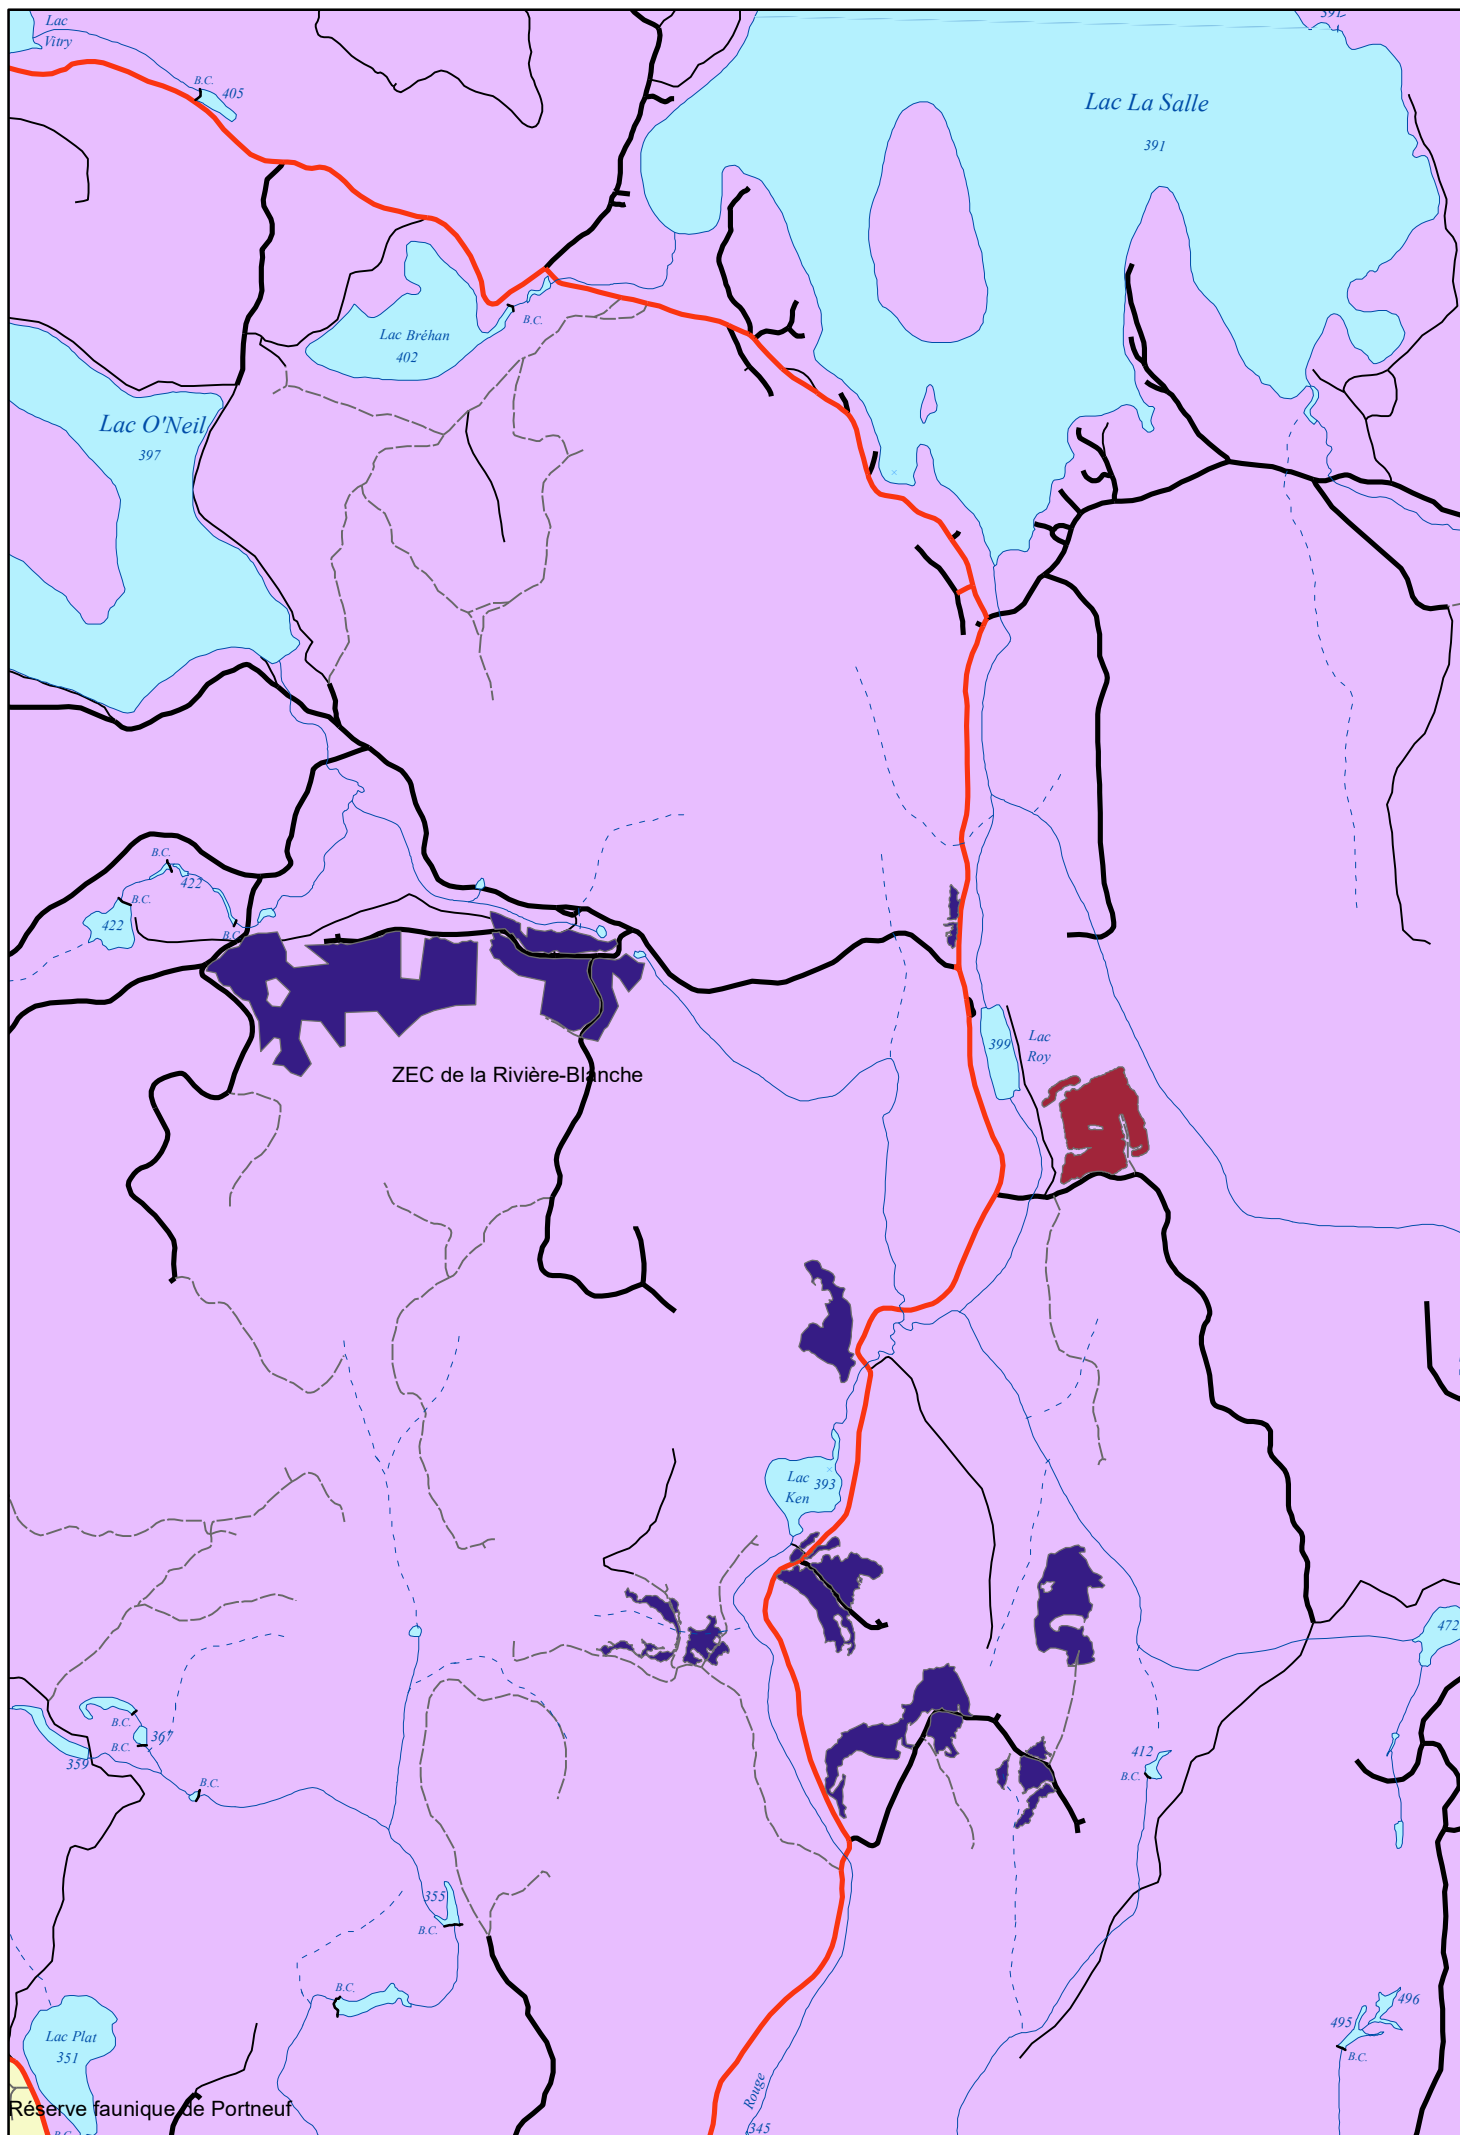 Lac
Vitry
391
B.C.
405
Lac La Salle
391
B.C.
Lac Bréhan
402
Lac O'Neil
397
B.C.
422
B.C.
422
B.C.
399
Lac
Roy
ZEC de la Rivière-Blanche
Lac
Ken
393
472
B.C.
367
B.C.
359
B.C.
412
B.C.
355
B.C.
B.C.
496
495
B.C.
Lac Plat
351
Rouge
Réserve faunique de Portneuf
345
B.C.